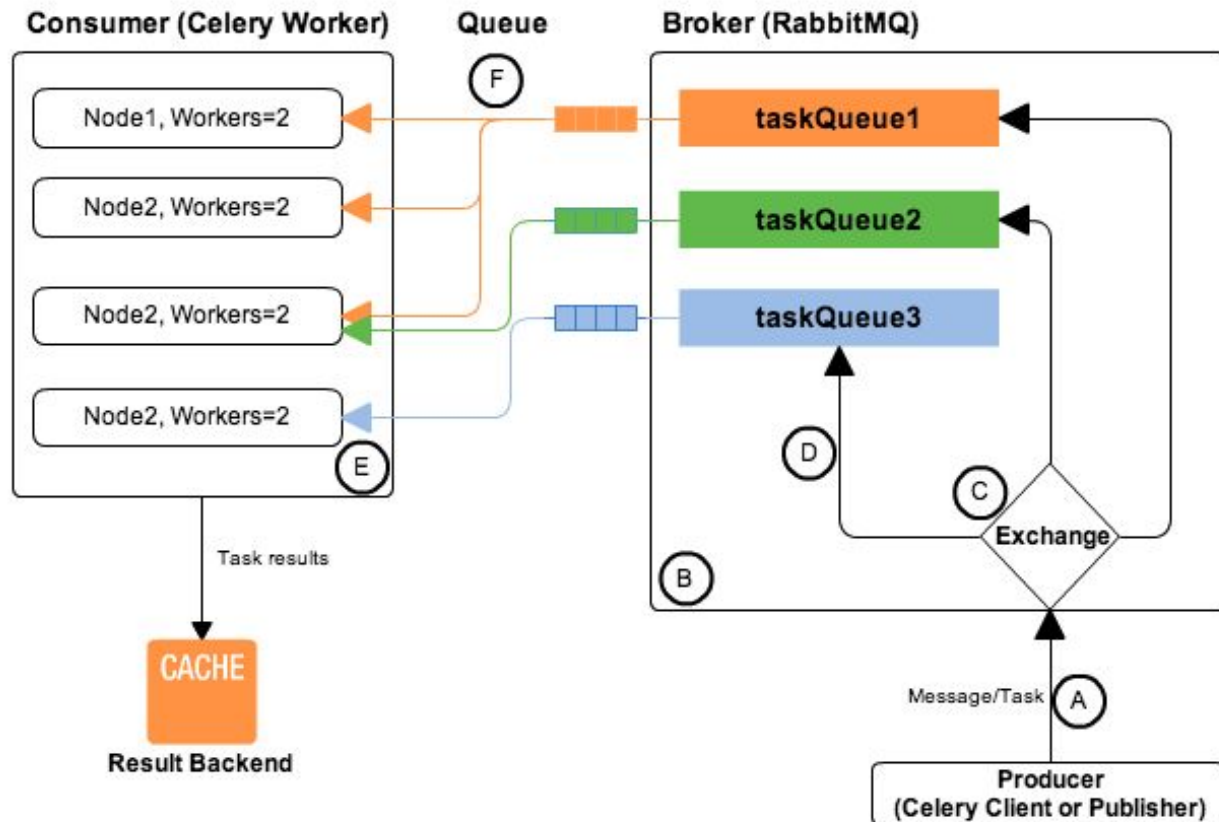 Consumer (Celery Worker)
Queue
Broker (RabbitMQ)
F
Node1, Workers=2
taskQueue1
Node2, Workers=2
taskQueue2
Node2, Workers=2
taskQueue3
Node2, Workers=2
E
D
C
Exchange
Task results
B
CACHE
Message/Task
A
Result Backend
Producer
(Celery Client or Publisher)